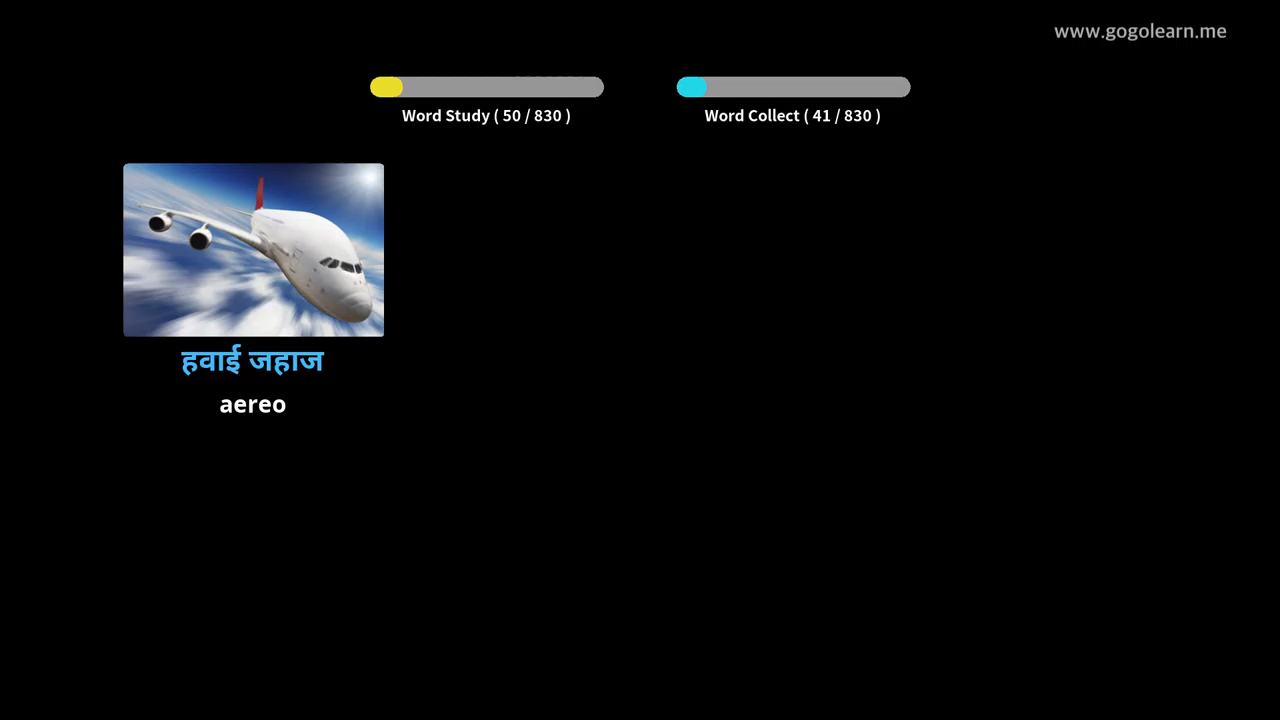 www.gogolearn.me
Word Study ( 50 / 830 )
Word Collect ( 41 / 830 )
हवाई जहाज
aereo